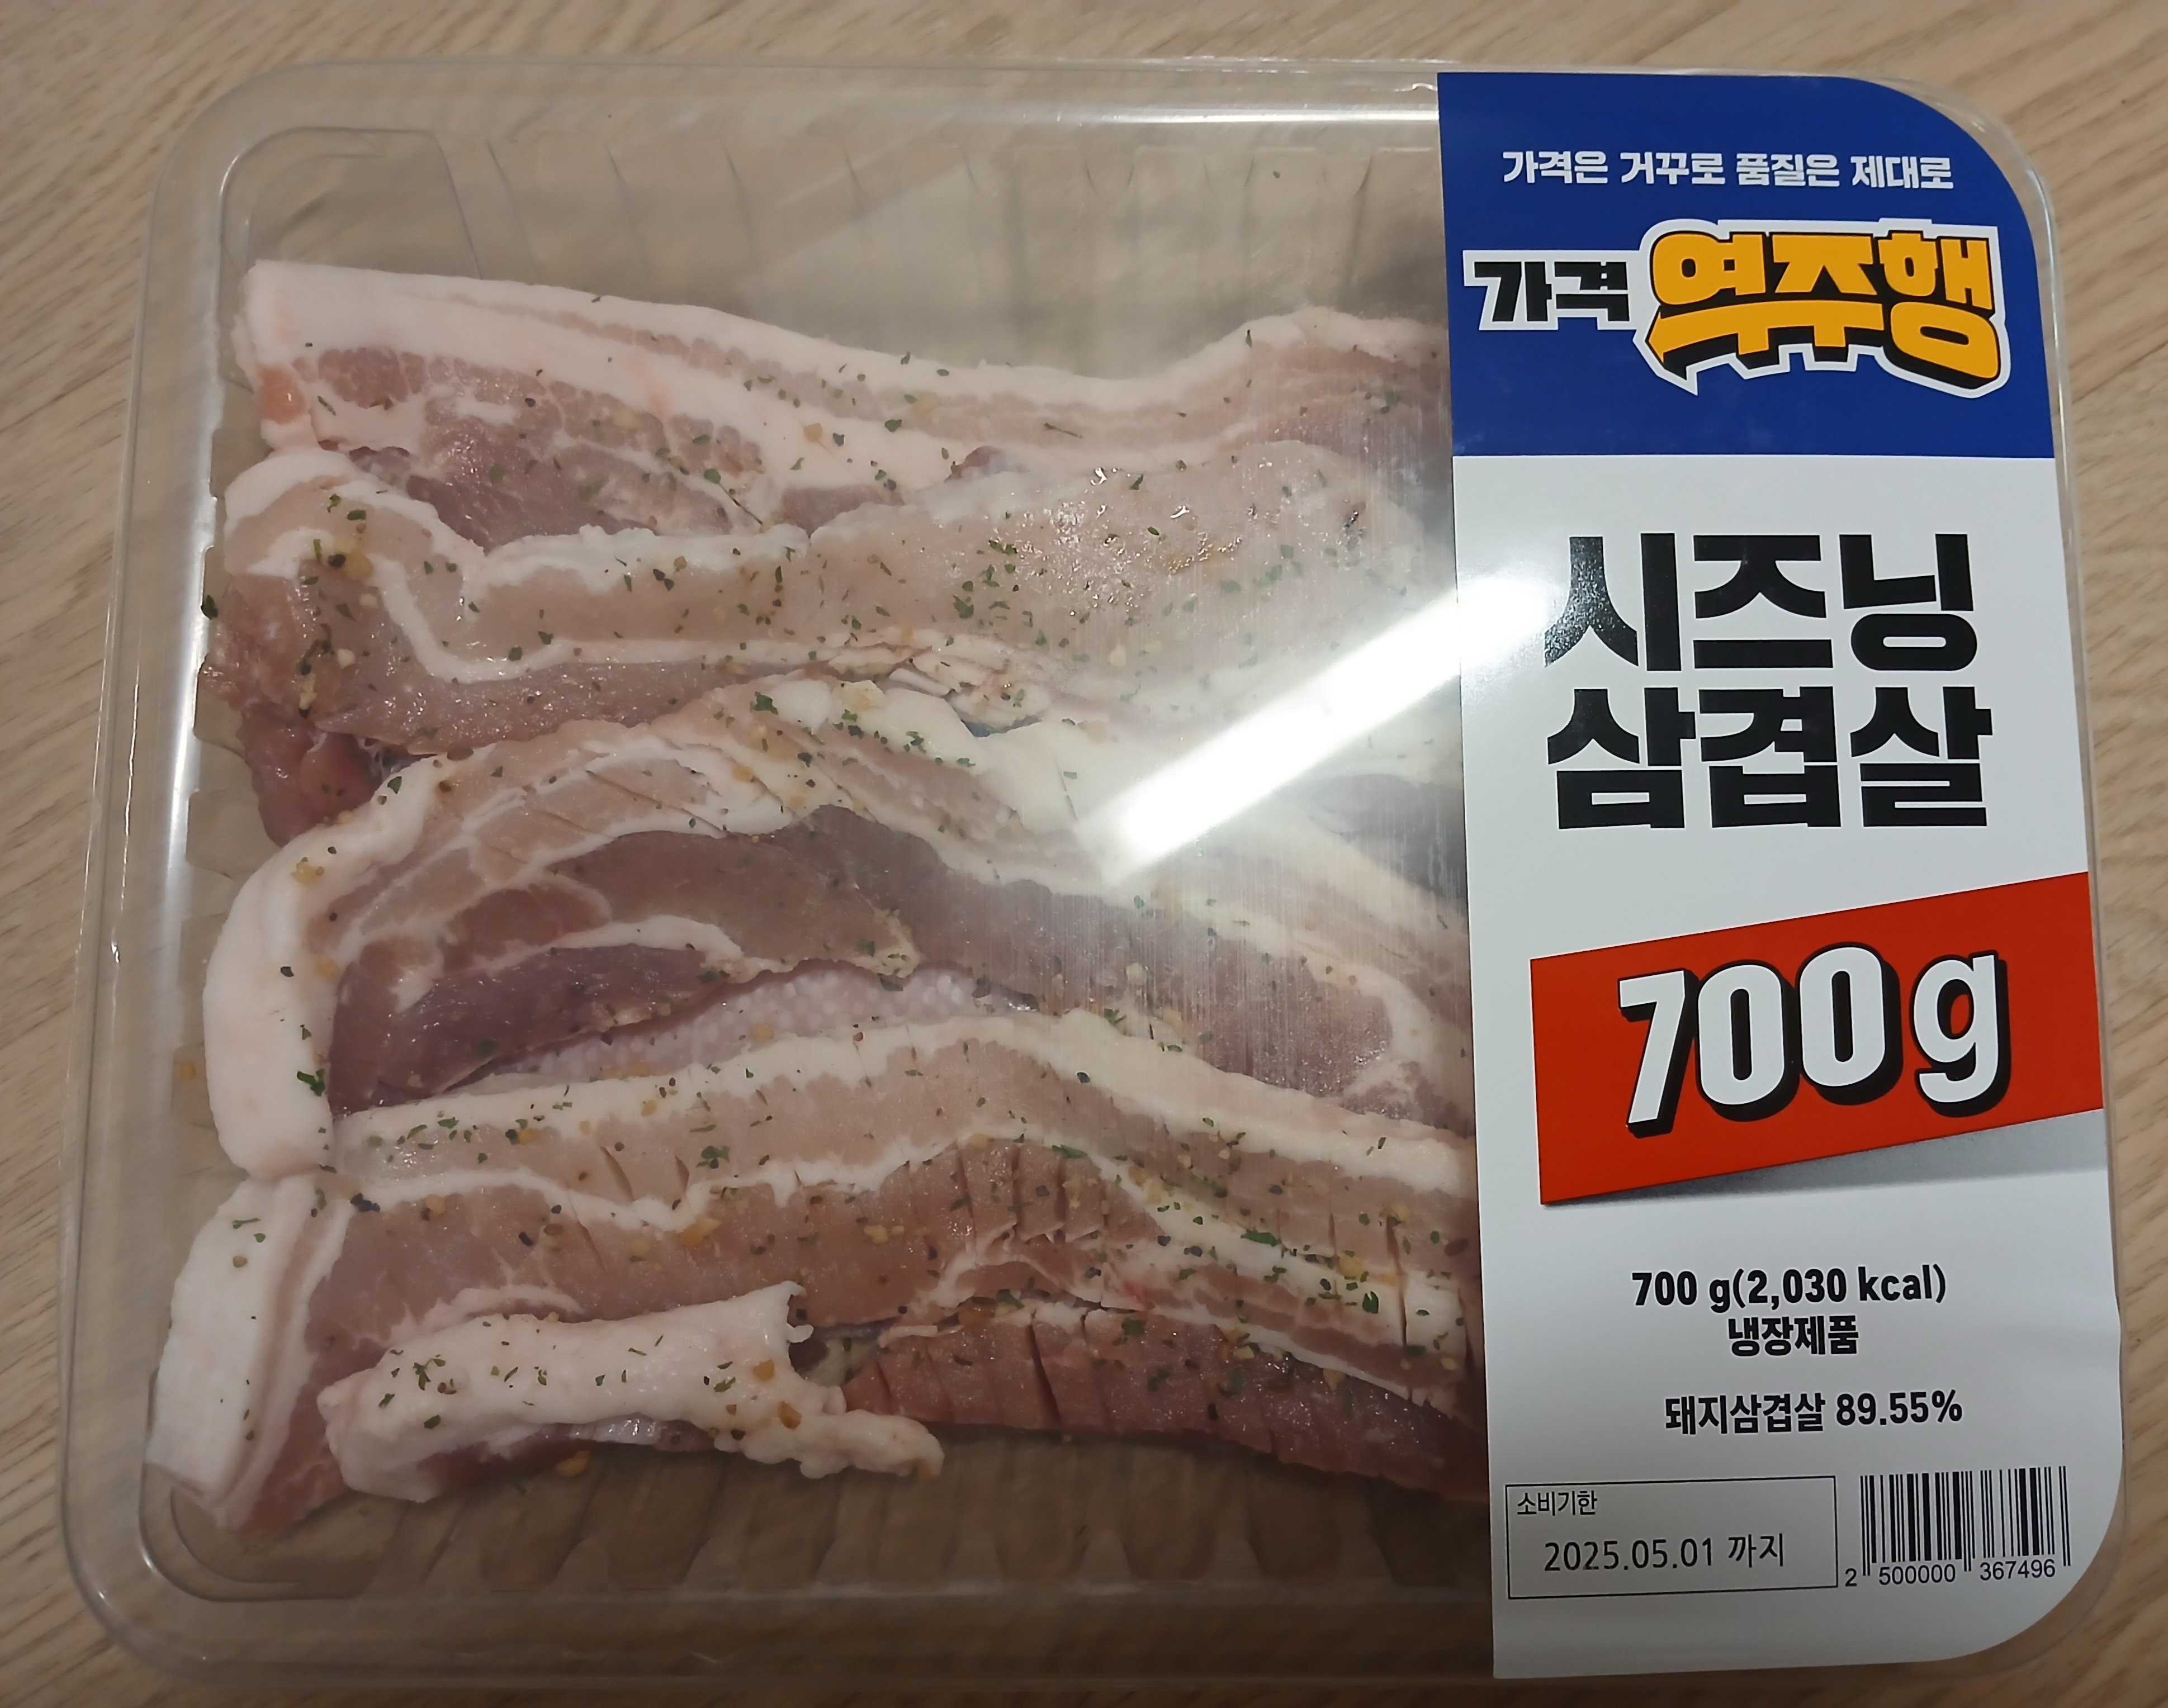 가격은 거꾸로 품질은 제대로
가격 역주행
시즈닝
삼겹살
700g
700 g(2,030 kcal)
냉장제품
돼지삼겹살 89.55%
소비기한
2025.05.01 까지
2 500000 367496